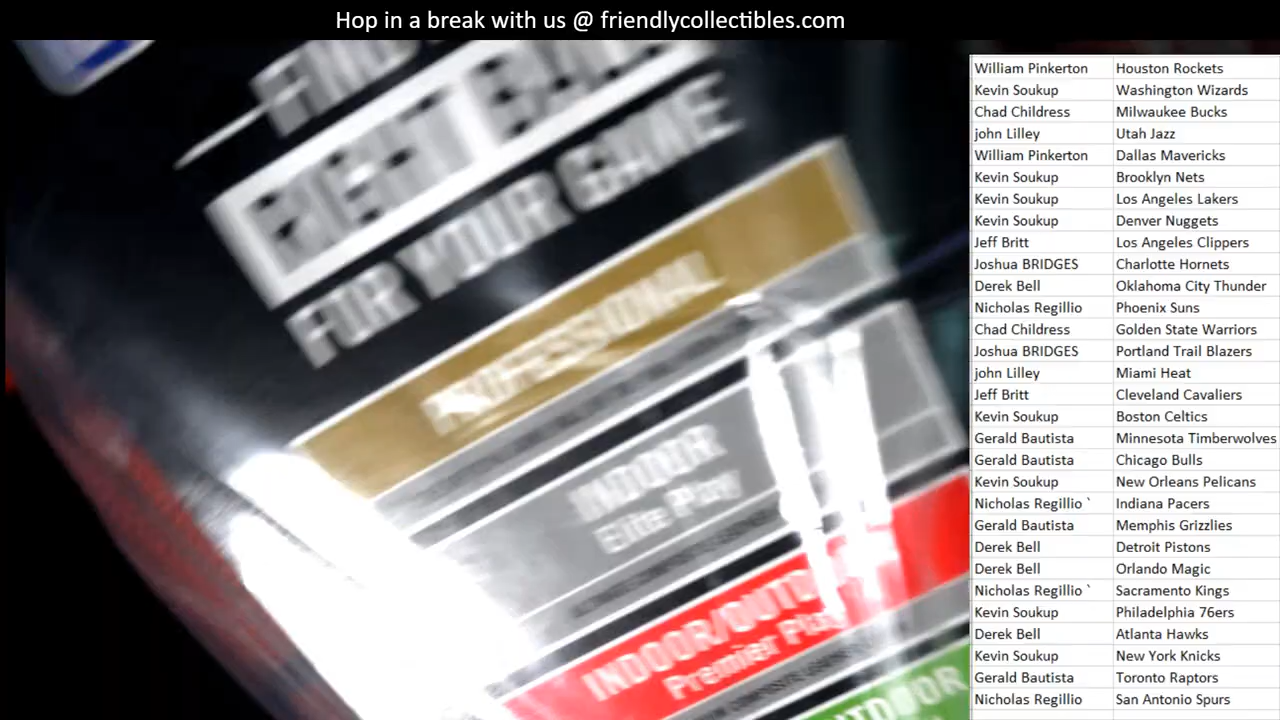 Hop in a break with us @ friendlycollectibles.com
FOR YOUR GAME
PROFESSIONAL
INDOOR
Elite Play
INDOOR/OUTDOOR
Premier Play
OUTDOOR
William Pinkerton Houston Rockets
Kevin Soukup Washington Wizards
Chad Childress Milwaukee Bucks
john Lilley Utah Jazz
William Pinkerton Dallas Mavericks
Kevin Soukup Brooklyn Nets
Kevin Soukup Los Angeles Lakers
Kevin Soukup Denver Nuggets
Jeff Britt Los Angeles Clippers
Joshua BRIDGES Charlotte Hornets
Derek Bell Oklahoma City Thunder
Nicholas Regillio Phoenix Suns
Chad Childress Golden State Warriors
Joshua BRIDGES Portland Trail Blazers
john Lilley Miami Heat
Jeff Britt Cleveland Cavaliers
Kevin Soukup Boston Celtics
Gerald Bautista Minnesota Timberwolves
Gerald Bautista Chicago Bulls
Kevin Soukup New Orleans Pelicans
Nicholas Regillio ` Indiana Pacers
Gerald Bautista Memphis Grizzlies
Derek Bell Detroit Pistons
Derek Bell Orlando Magic
Nicholas Regillio ` Sacramento Kings
Kevin Soukup Philadelphia 76ers
Derek Bell Atlanta Hawks
Kevin Soukup New York Knicks
Gerald Bautista Toronto Raptors
Nicholas Regillio San Antonio Spurs